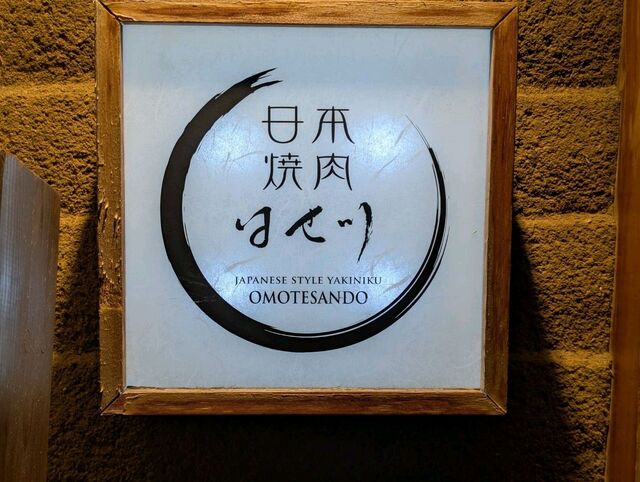 日本
焼肉
はせ川
JAPANESE STYLE YAKINIKU
OMOTESANDO